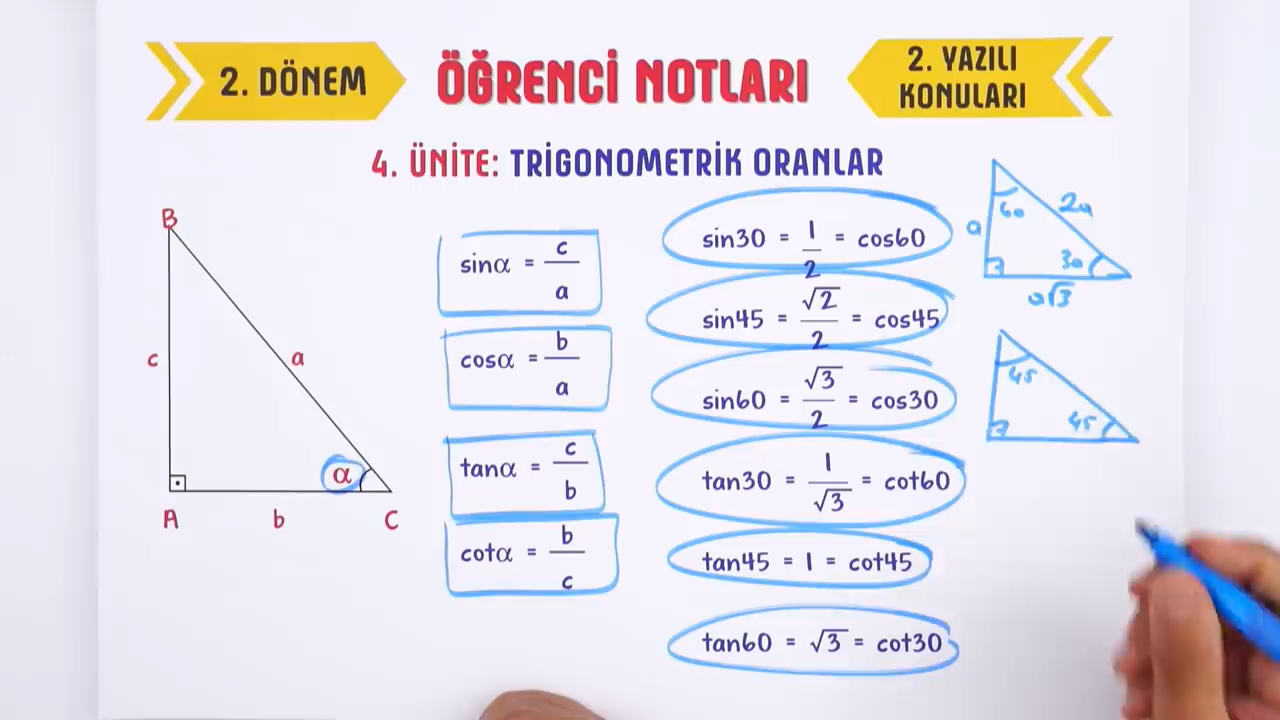 2. DÖNEM
ÖĞRENCİ NOTLARI
2. YAZILI
KONULARI
4. ÜNİTE: TRİGONOMETRİK ORANLAR
B
c
a
α
A
b
C
sinα = c/a
cosα = b/a
tanα = c/b
cotα = b/c
sin30 = 1/2 = cos60
sin45 = √2/2 = cos45
sin60 = √3/2 = cos30
tan30 = 1/√3 = cot60
tan45 = 1 = cot45
tan60 = √3 = cot30
60
2a
a
30
a√3
45
45